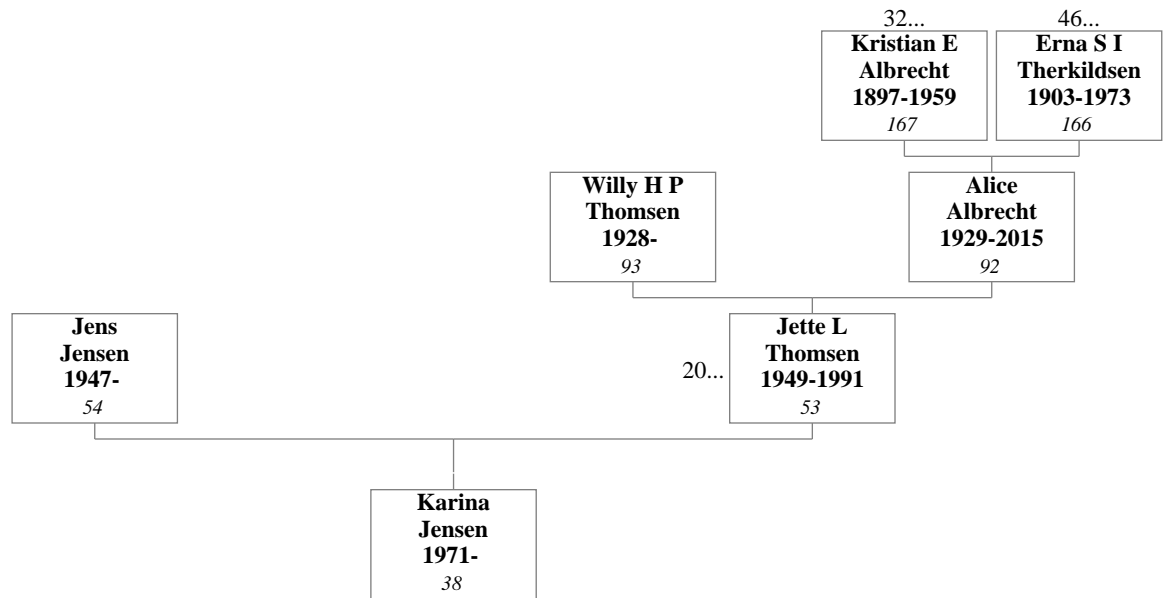 32...
Kristian E
Albrecht
1897-1959
167
46...
Erna S I
Therkildsen
1903-1973
166
Willy H P
Thomsen
1928-
93
Alice
Albrecht
1929-2015
92
Jens
Jensen
1947-
54
20...
Jette L
Thomsen
1949-1991
53
Karina
Jensen
1971-
38